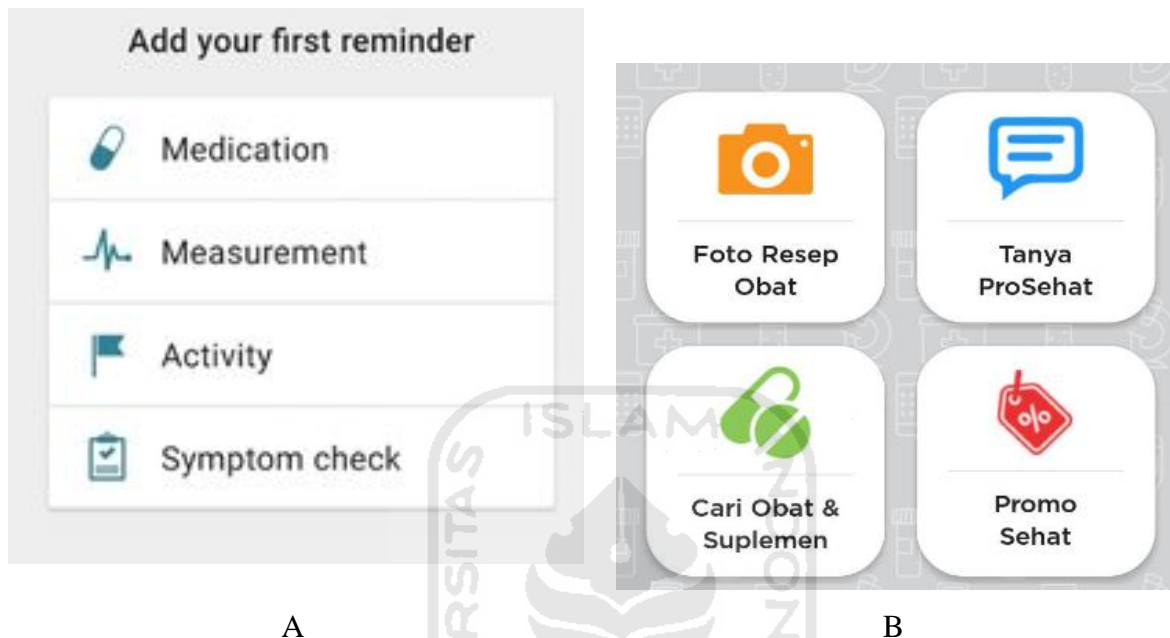 Add your first reminder
Medication
Measurement
Activity
Symptom check
Foto Resep
Obat
Tanya
ProSehat
Cari Obat &
Suplemen
%
Promo
Sehat
ISLAM
A
B